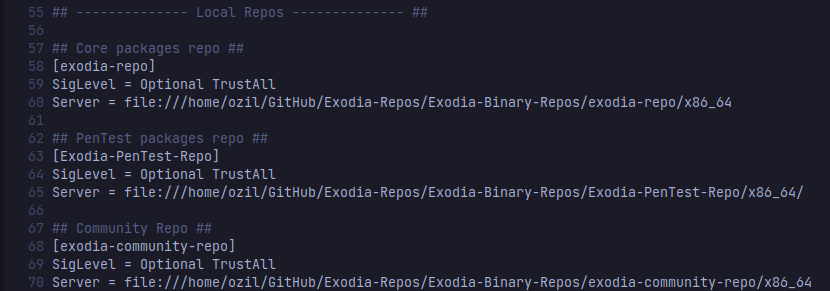 55 ## -------------- Local Repos -------------- ##
56
57 ## Core packages repo ##
58 [exodia-repo]
59 SigLevel = Optional TrustAll
60 Server = file:///home/ozil/GitHub/Exodia-Repos/Exodia-Binary-Repos/exodia-repo/x86_64
61
62 ## PenTest packages repo ##
63 [Exodia-PenTest-Repo]
64 SigLevel = Optional TrustAll
65 Server = file:///home/ozil/GitHub/Exodia-Repos/Exodia-Binary-Repos/Exodia-PenTest-Repo/x86_64/
66
67 ## Community Repo ##
68 [exodia-community-repo]
69 SigLevel = Optional TrustAll
70 Server = file:///home/ozil/GitHub/Exodia-Repos/Exodia-Binary-Repos/exodia-community-repo/x86_64